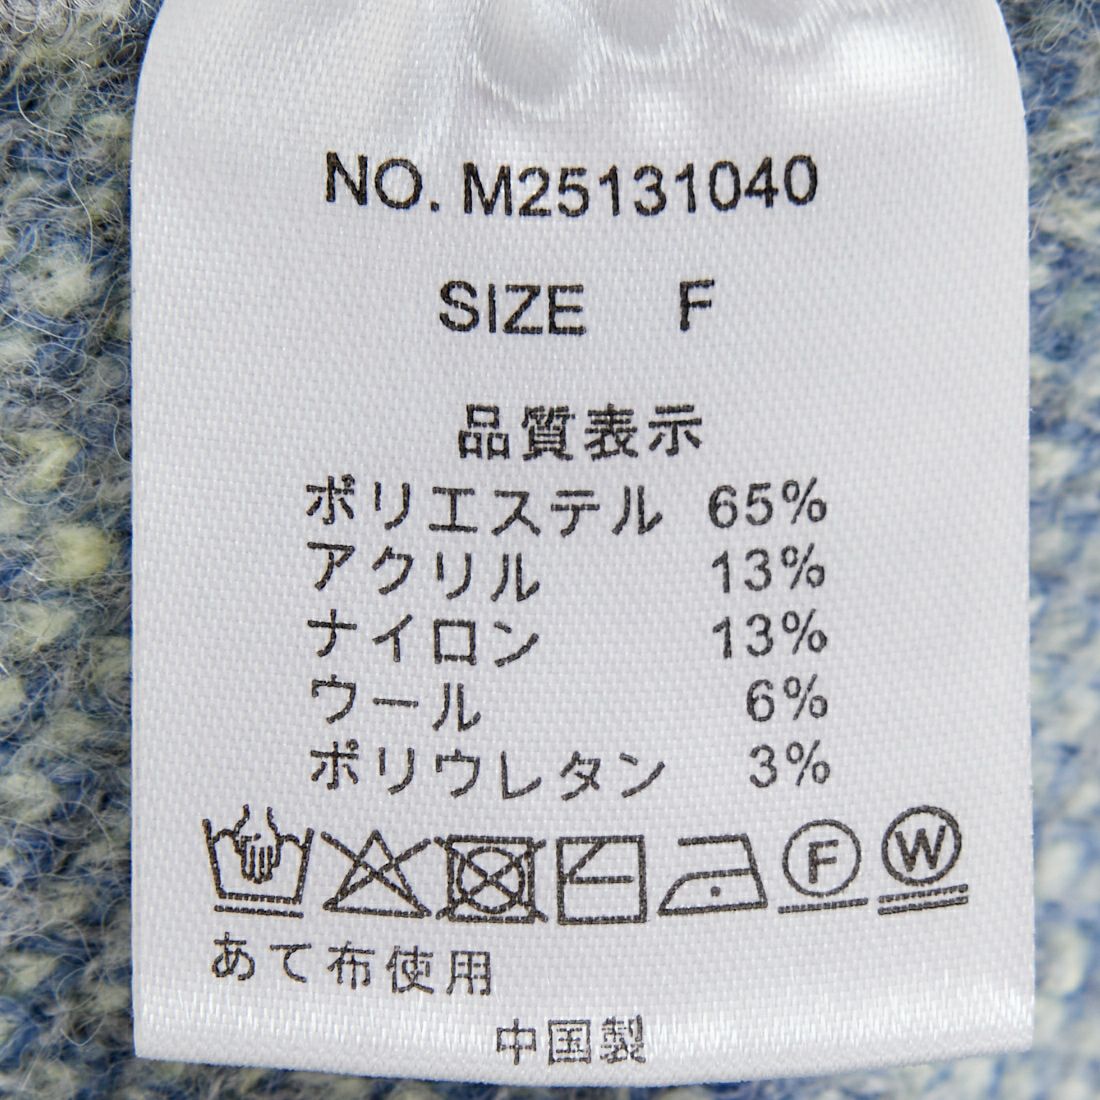 NO. M25131040
SIZE F
品質表示
ポリエステル 65%
アクリル 13%
ナイロン 13%
ウール 6%
ポリウレタン 3%
F W
あて布使用
中国製